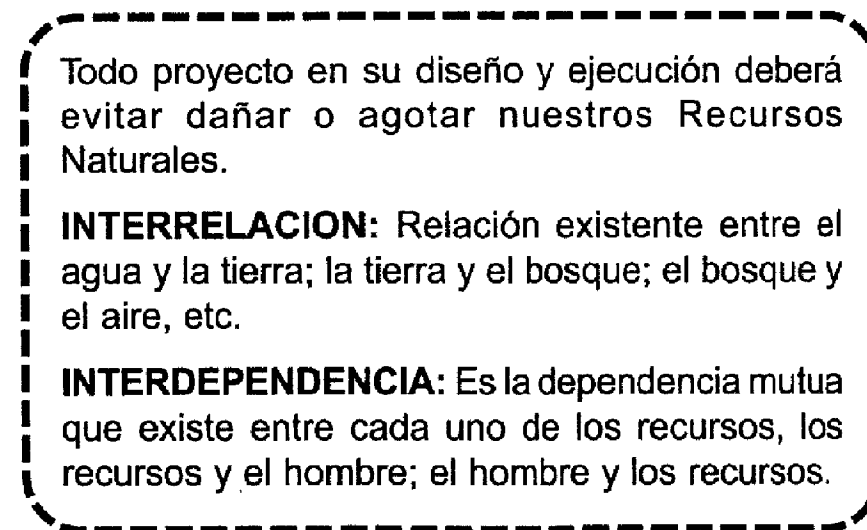 Todo proyecto en su diseño y ejecución deberá
evitar dañar o agotar nuestros Recursos
Naturales.
INTERRELACION: Relación existente entre el
agua y la tierra; la tierra y el bosque; el bosque y
el aire, etc.
INTERDEPENDENCIA: Es la dependencia mutua
que existe entre cada uno de los recursos, los
recursos y el hombre; el hombre y los recursos.